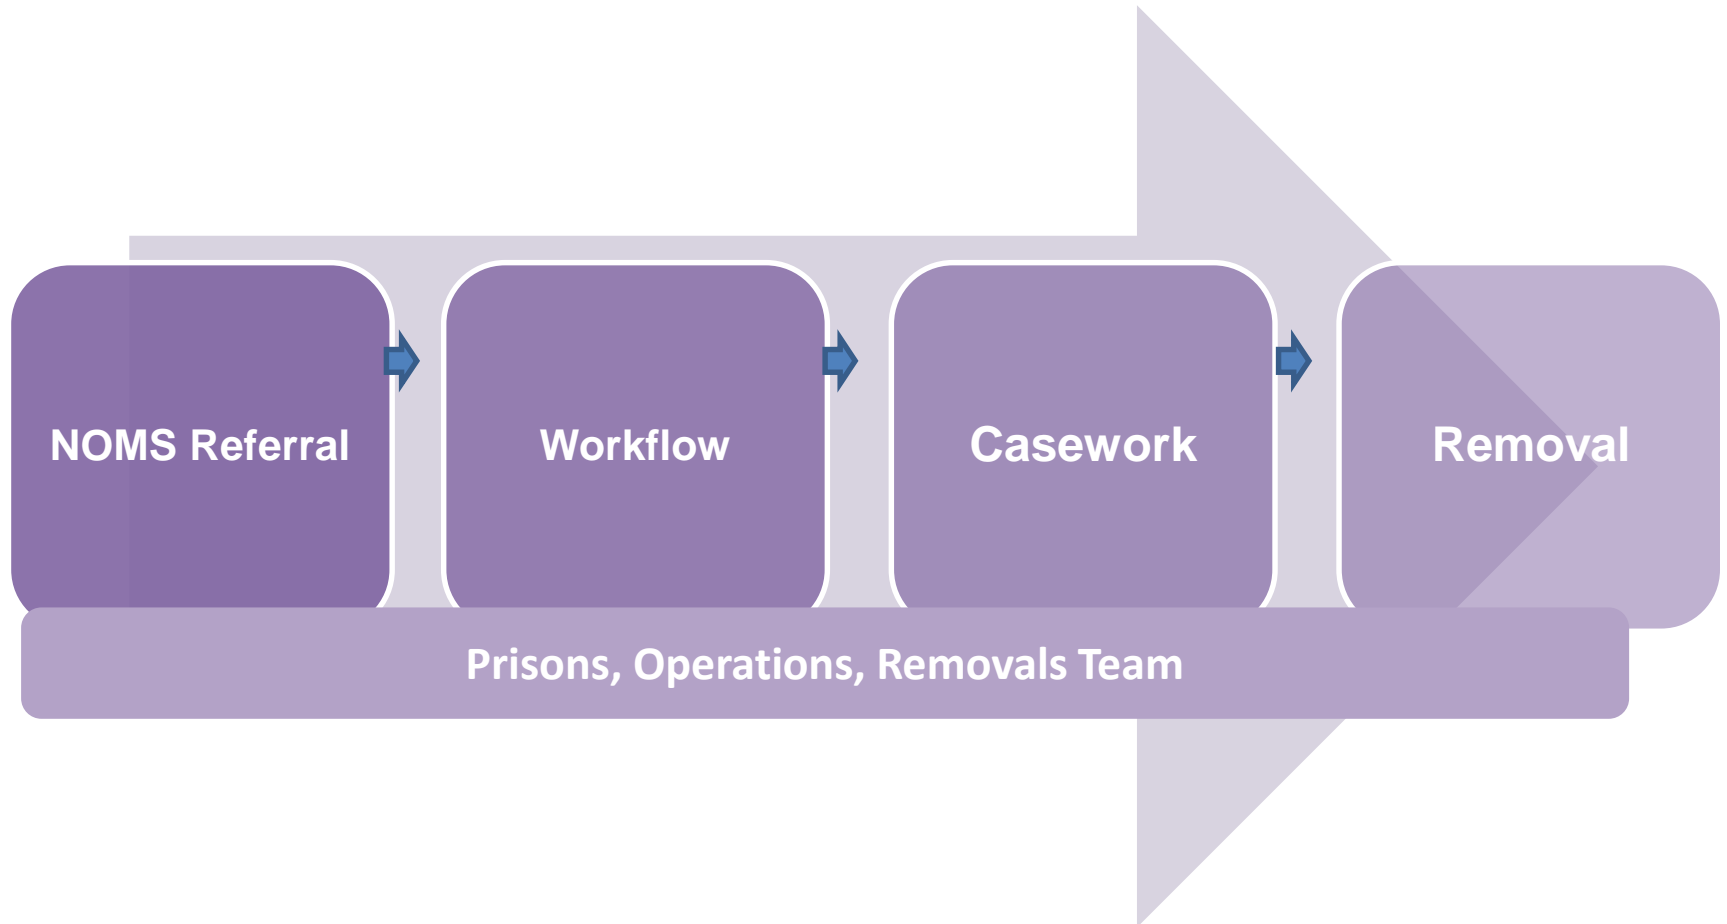 NOMS Referral
Workflow
Casework
Removal
Prisons, Operations, Removals Team